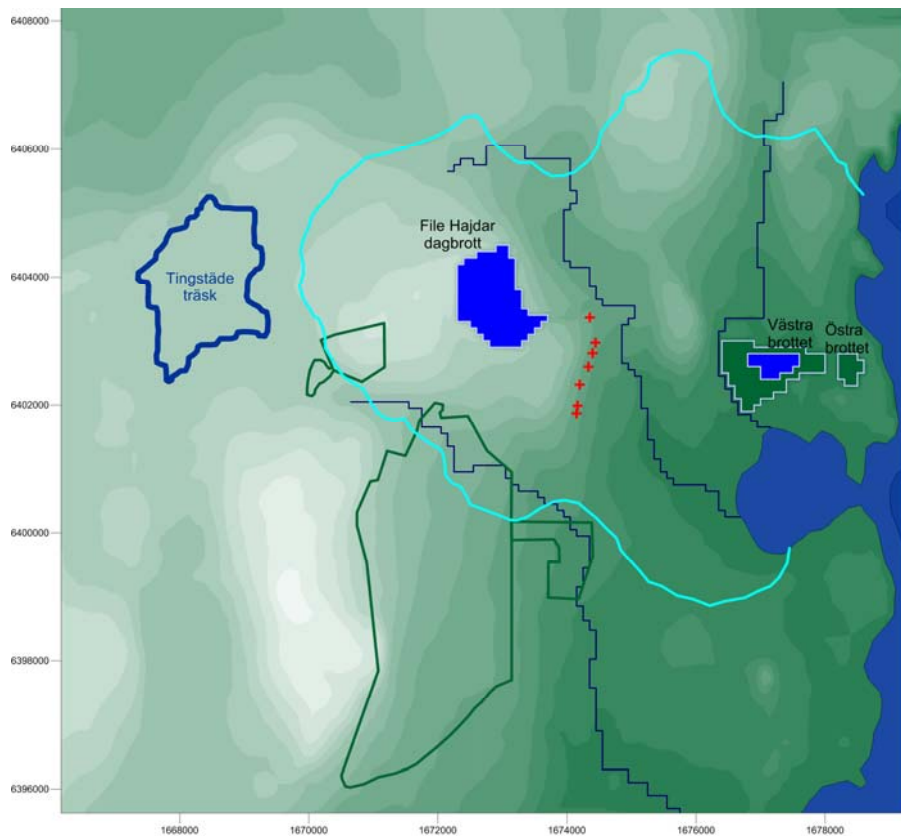 6408000
6406000
6404000
6402000
6400000
6398000
6396000
File Hajdar
dagbrott
Tingstäde
träsk
Västra
brottet
Östra
brottet
1668000
1670000
1672000
1674000
1676000
1678000